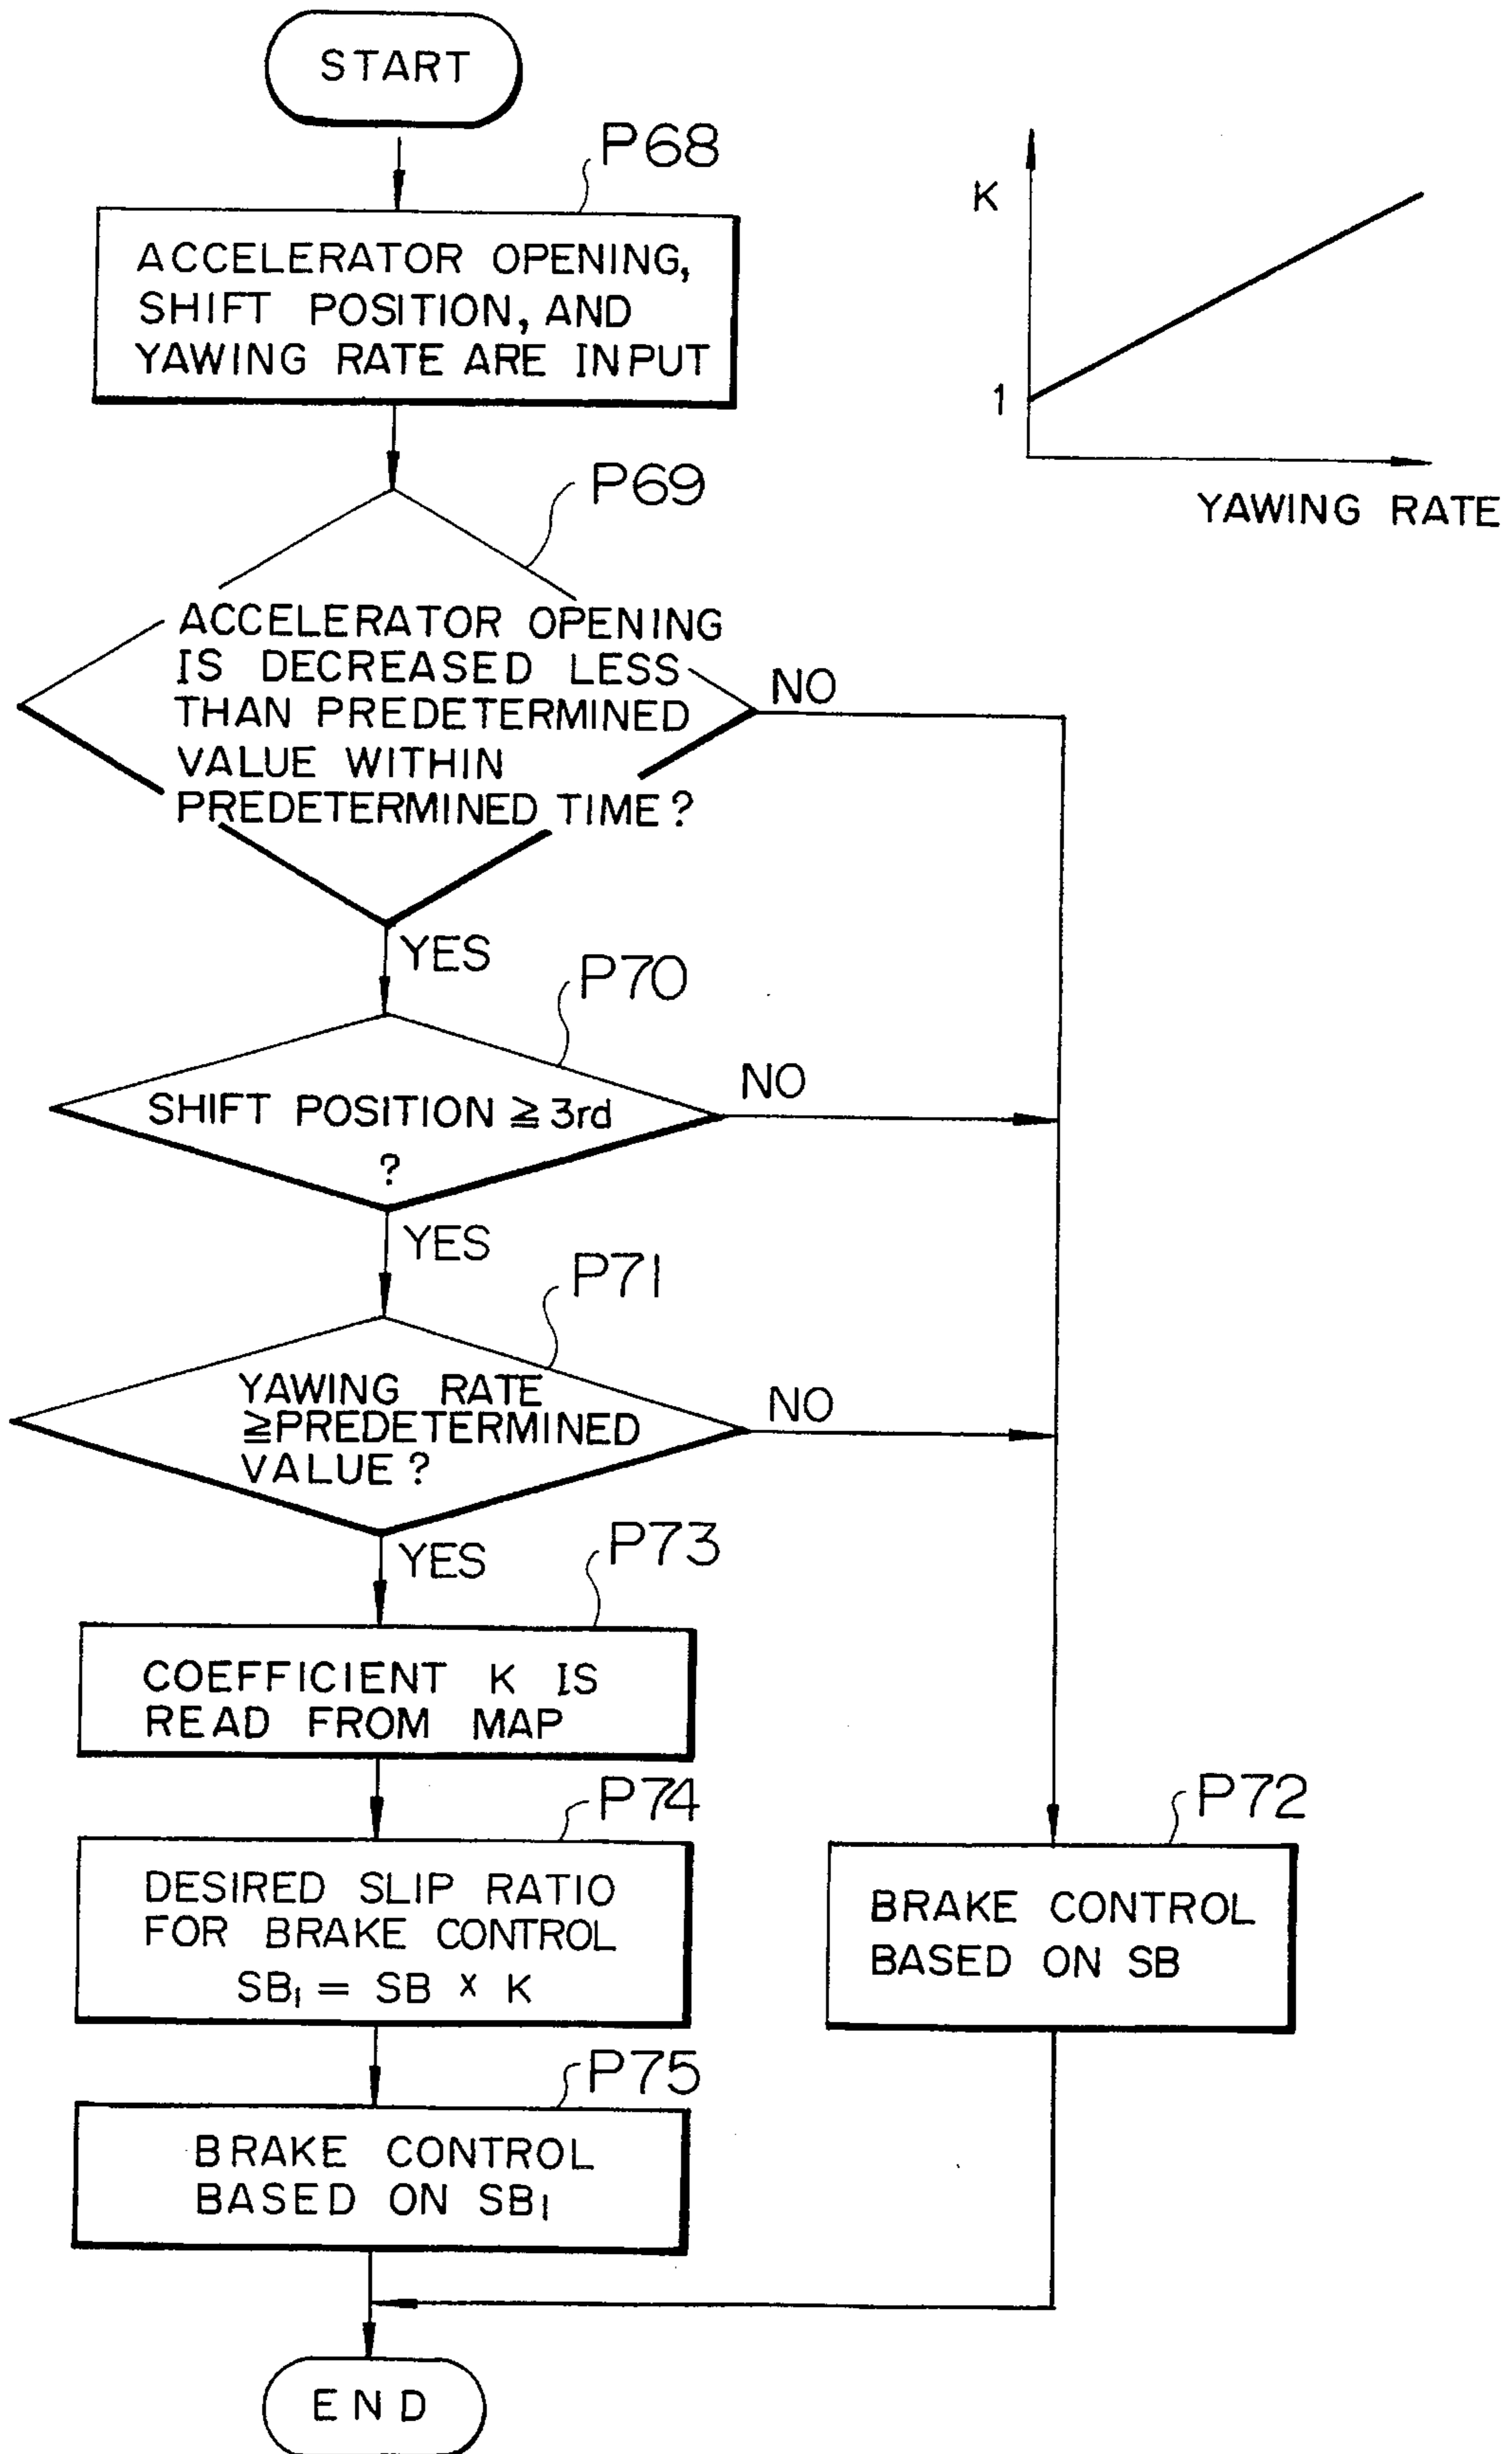 START
P68
ACCELERATOR OPENING,
SHIFT POSITION, AND
YAWING RATE ARE INPUT
K
1
YAWING RATE
P69
ACCELERATOR OPENING
IS DECREASED LESS
THAN PREDETERMINED
VALUE WITHIN
PREDETERMINED TIME?
NO
YES
P70
SHIFT POSITION ≧ 3rd
?
NO
YES
P71
YAWING RATE
≧PREDETERMINED
VALUE?
NO
YES
P73
COEFFICIENT K IS
READ FROM MAP
P74
DESIRED SLIP RATIO
FOR BRAKE CONTROL
SB₁ = SB × K
P72
BRAKE CONTROL
BASED ON SB
P75
BRAKE CONTROL
BASED ON SB₁
END